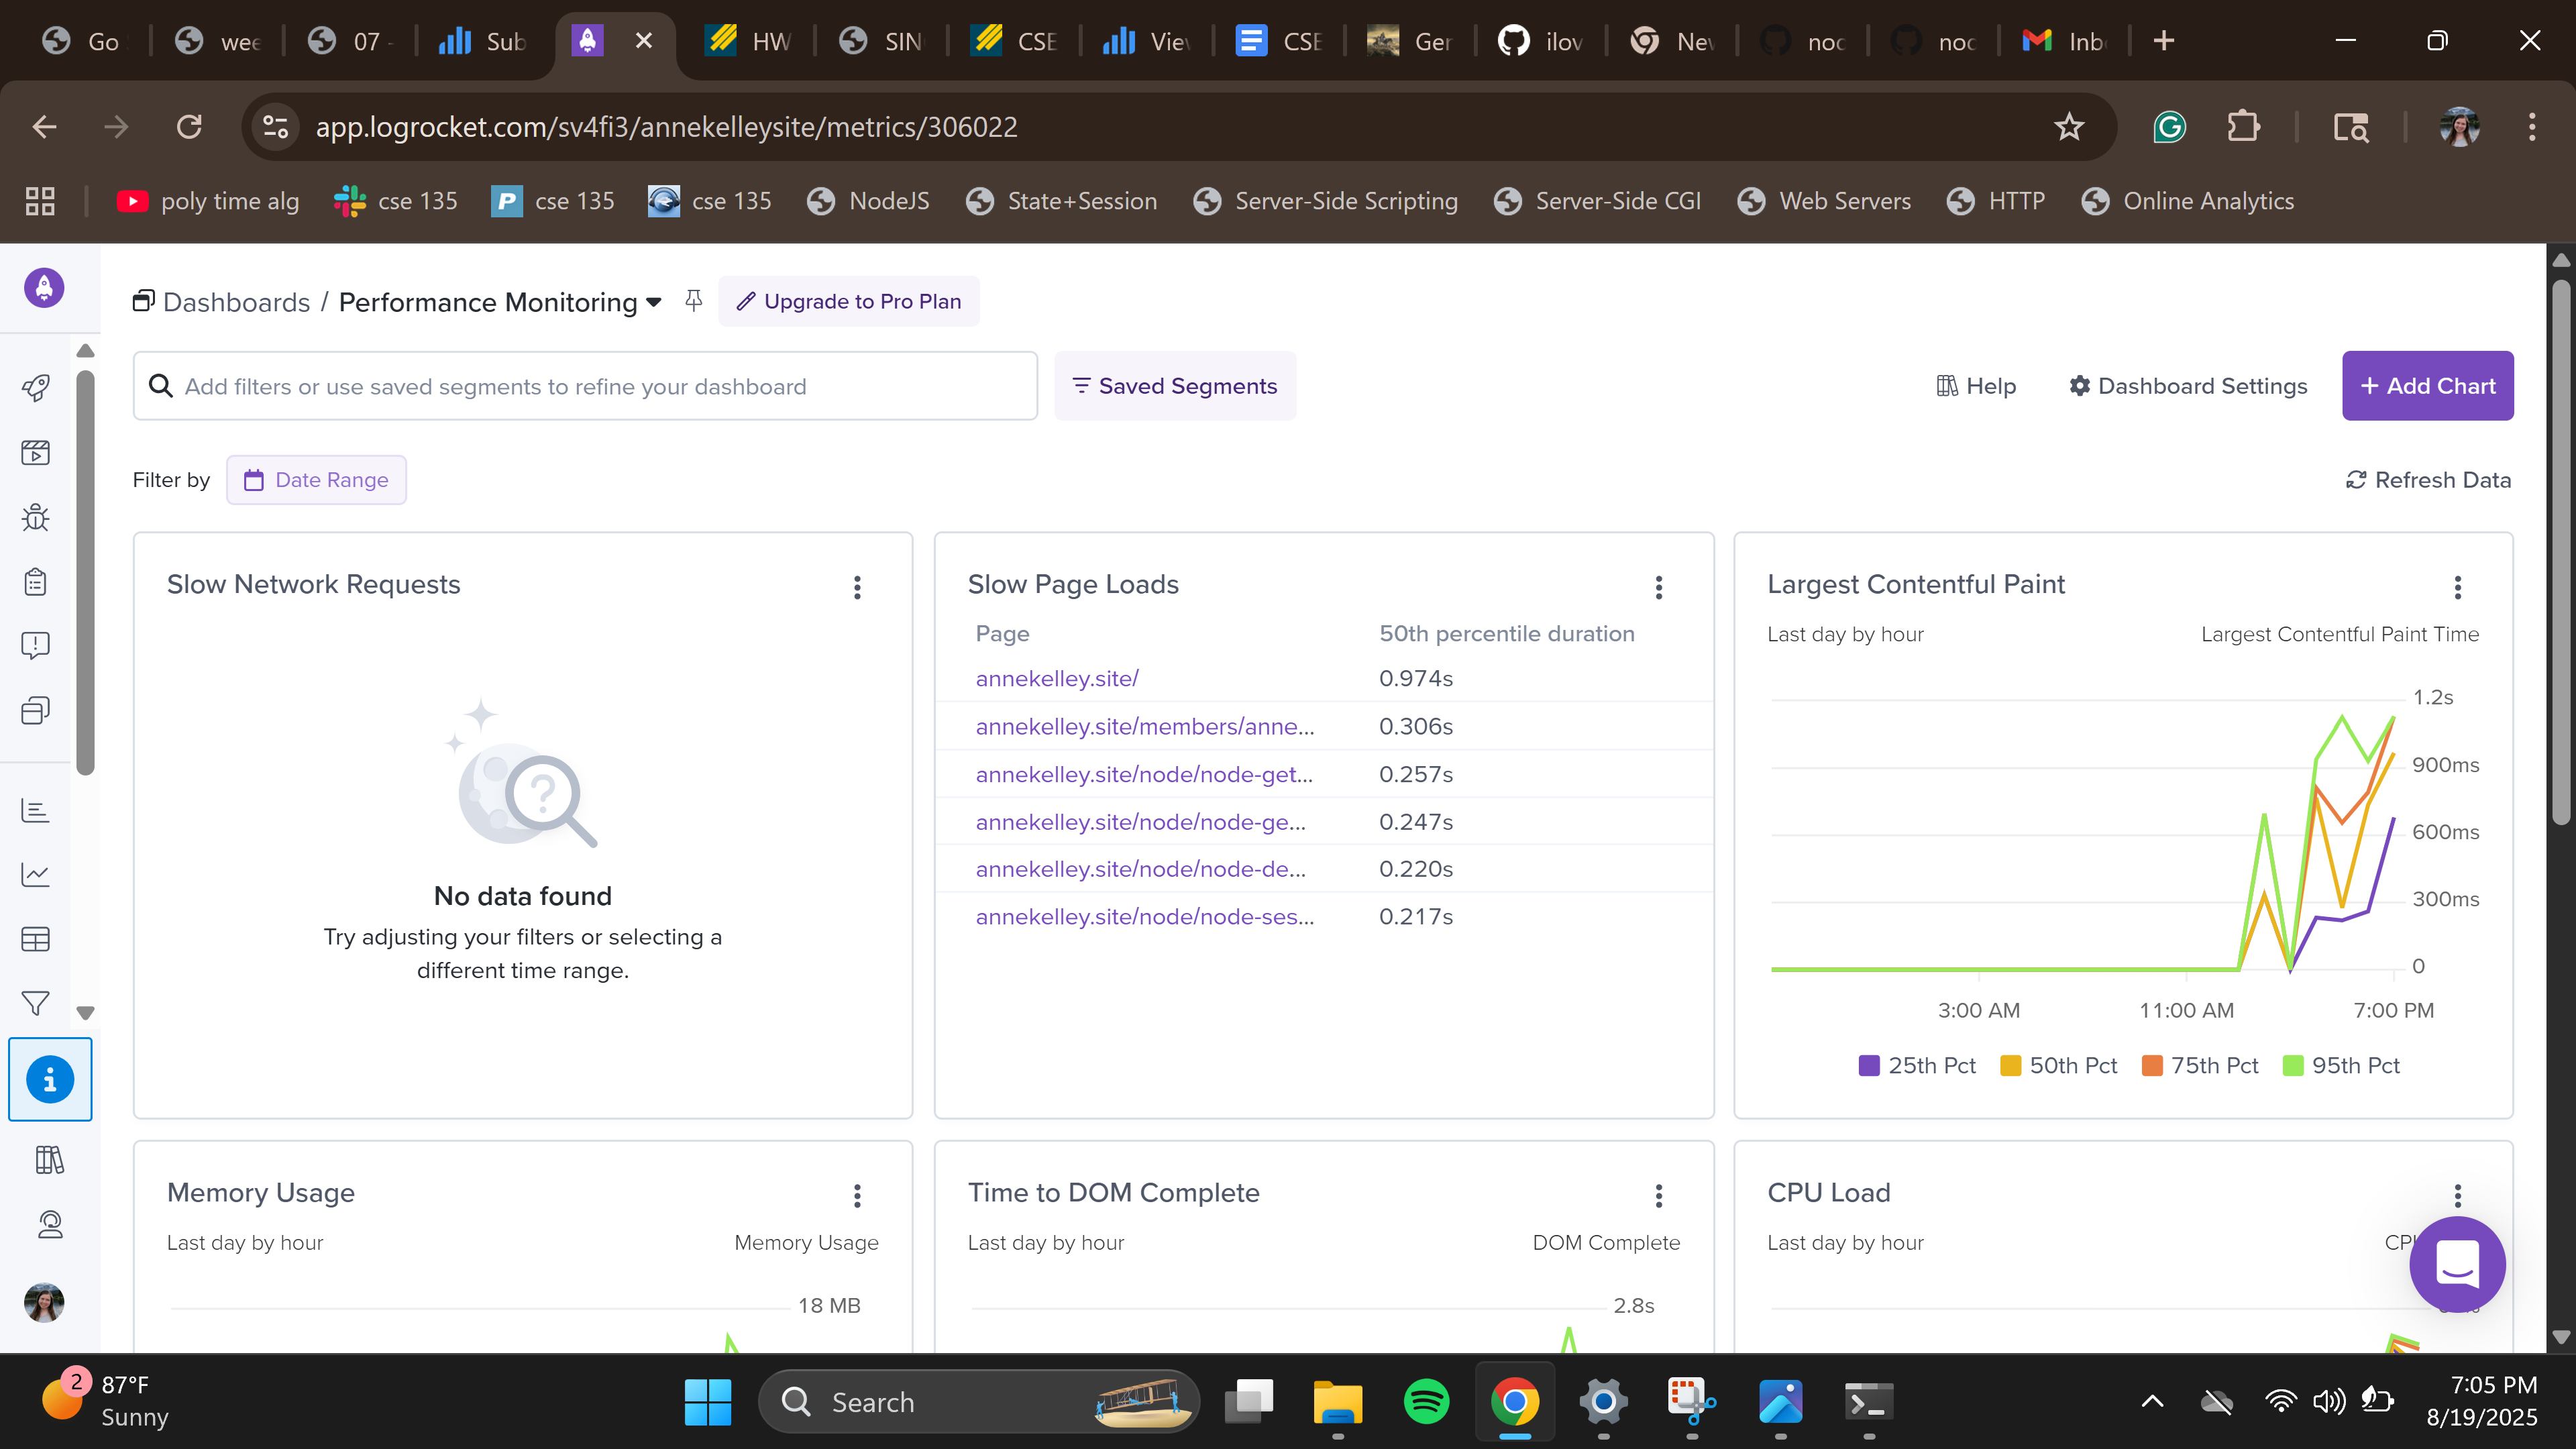 Go
wee
07 -
Sub
HW
SIN
CSE
Vie
CSE
Ger
ilov
Nev
noc
noc
Inb
app.logrocket.com/sv4fi3/annekelleysite/metrics/306022
poly time alg
cse 135
cse 135
cse 135
NodeJS
State+Session
Server-Side Scripting
Server-Side CGI
Web Servers
HTTP
Online Analytics
Dashboards / Performance Monitoring
Upgrade to Pro Plan
Add filters or use saved segments to refine your dashboard
Saved Segments
Help
Dashboard Settings
+ Add Chart
Filter by
Date Range
Refresh Data
Slow Network Requests
No data found
Try adjusting your filters or selecting a
different time range.
Slow Page Loads
Page 50th percentile duration
annekelley.site/ 0.974s
annekelley.site/members/anne... 0.306s
annekelley.site/node/node-get... 0.257s
annekelley.site/node/node-ge... 0.247s
annekelley.site/node/node-de... 0.220s
annekelley.site/node/node-ses... 0.217s
Largest Contentful Paint
Last day by hour Largest Contentful Paint Time
1.2s
900ms
600ms
300ms
0
3:00 AM 11:00 AM 7:00 PM
25th Pct 50th Pct 75th Pct 95th Pct
Memory Usage
Last day by hour Memory Usage
18 MB
Time to DOM Complete
Last day by hour DOM Complete
2.8s
CPU Load
Last day by hour
2
87°F
Sunny
Search
7:05 PM
8/19/2025